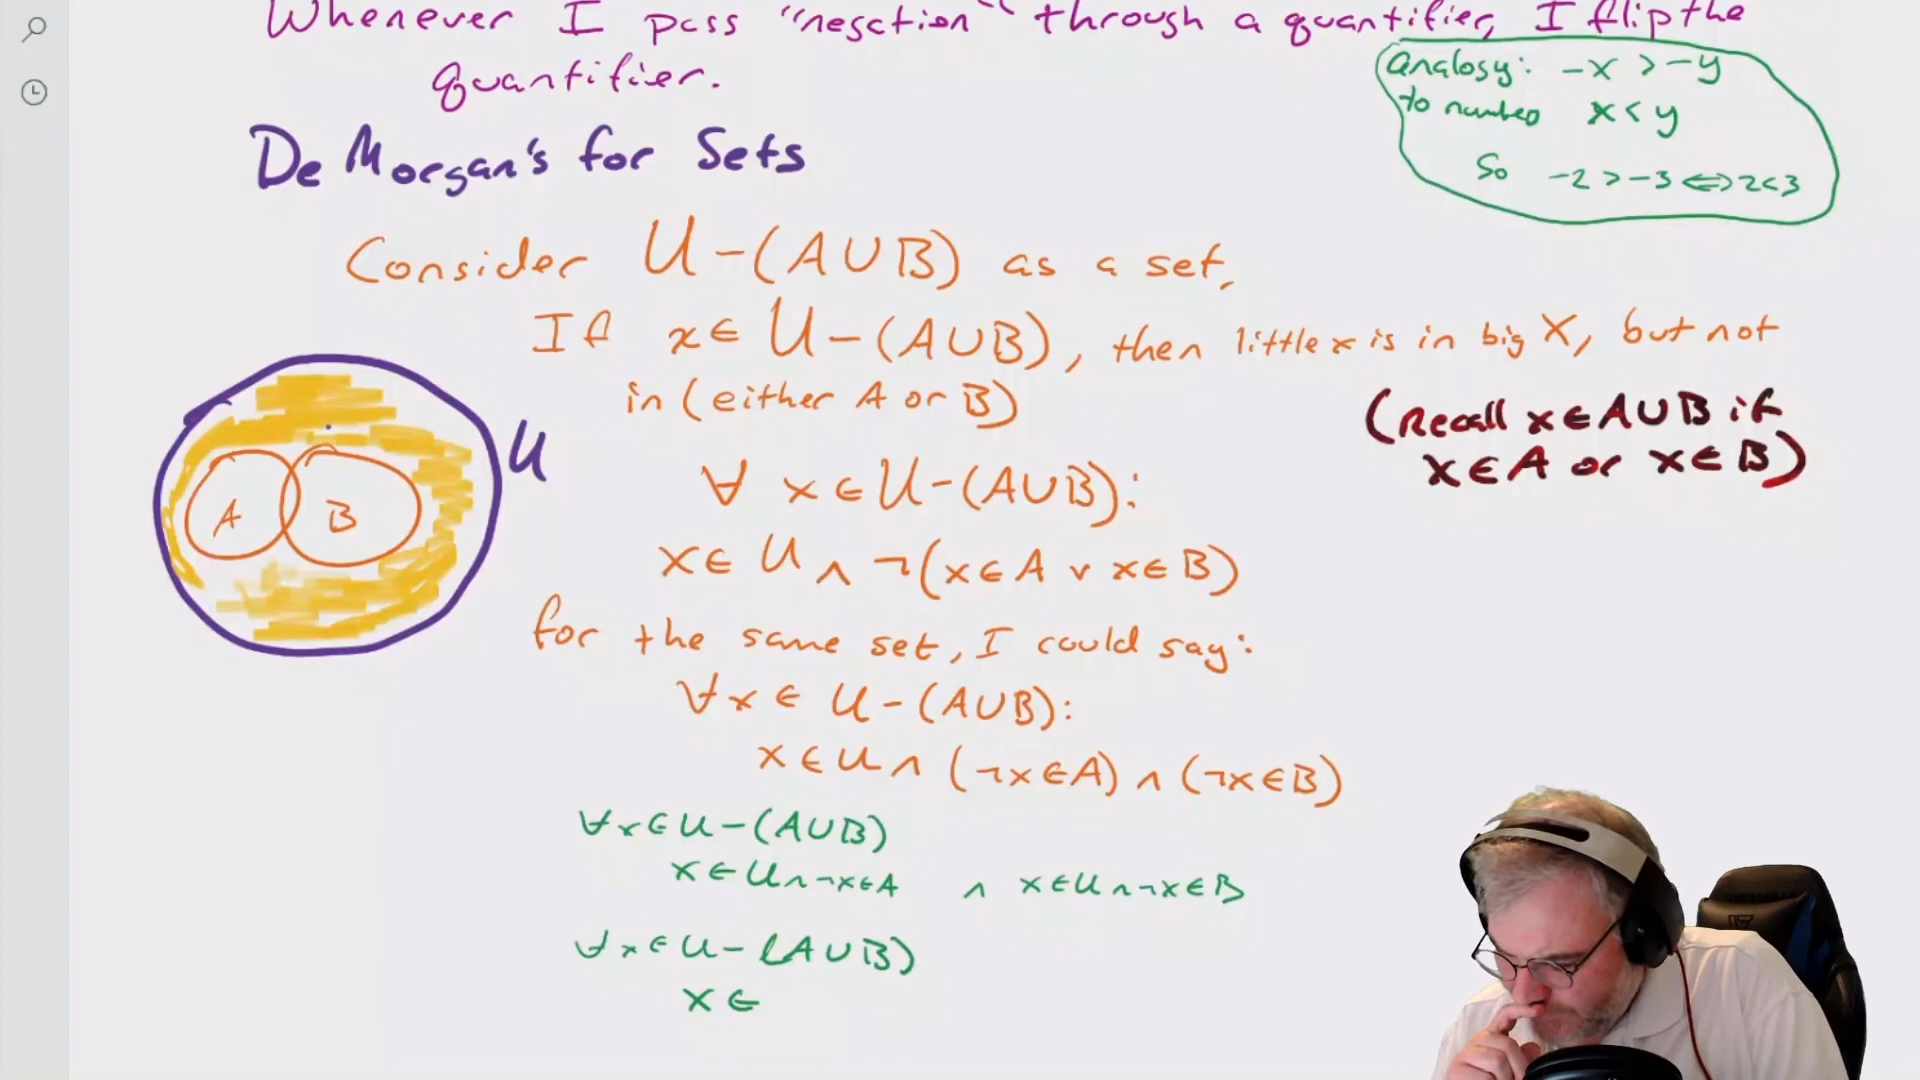 Whenever I pass "negation" through a quantifier, I flip the
quantifier.
analogy: -x > -y
to numbers x < y
So -2 > -3 ⇔ 2 < 3
De Morgan's for Sets
Consider U - (A ∪ B) as a set.
If x ∈ U - (A ∪ B), then little x is in big X, but not
in (either A or B)
(Recall x ∈ A ∪ B if
x ∈ A or x ∈ B)
U
A
B
∀ x ∈ U - (A ∪ B):
x ∈ U ∧ ¬(x ∈ A ∨ x ∈ B)
for the same set, I could say:
∀ x ∈ U - (A ∪ B):
x ∈ U ∧ (¬x ∈ A) ∧ (¬x ∈ B)
∀ x ∈ U - (A ∪ B)
x ∈ U ∧ ¬x ∈ A ∧ x ∈ U ∧ ¬x ∈ B
∀ x ∈ U - (A ∪ B)
x ∈